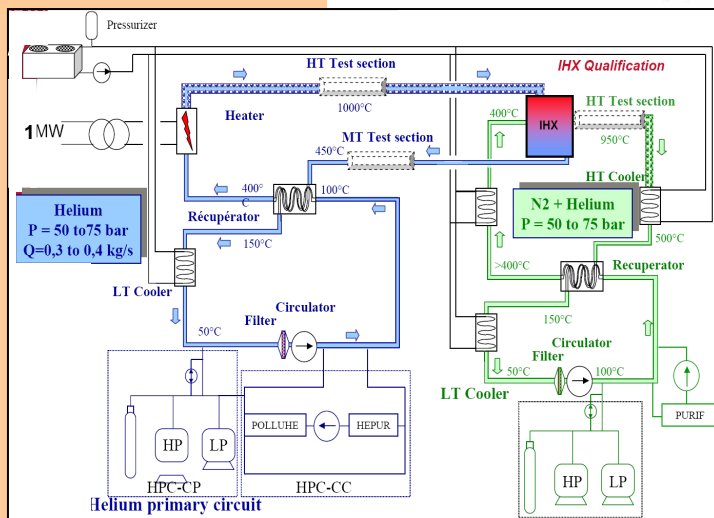 Pressurizer
HT Test section
IHX Qualification
1000°C
400°C
HT Test section
Heater
IHX
1MW
MT Test section
950°C
450°C
HT Cooler
400°
C
100°C
Helium
P = 50 to75 bar
Q=0,3 to 0,4 kg/s
N2 + Helium
P = 50 to 75 bar
Récupérator
150°C
500°C
>400°C
Recuperator
LT Cooler
150°C
Circulator
Filter
50°C
Circulator
Filter
50°C
100°C
LT Cooler
PURIF
POLLUHE
HEPUR
HP
LP
HP
LP
HPC-CP
HPC-CC
Helium primary circuit